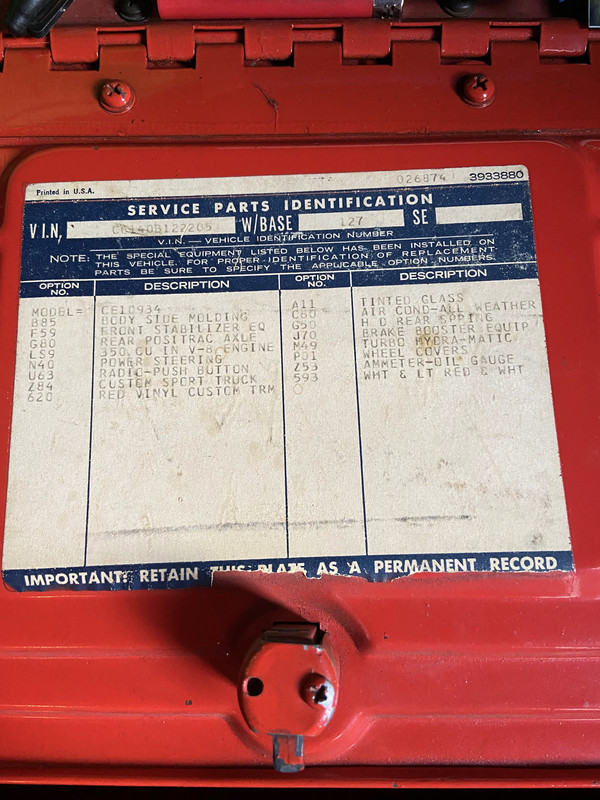 Printed in U.S.A. 026874 3933880
SERVICE PARTS IDENTIFICATION
V.I.N. CE140B122205 W/BASE 127 SE
V.I.N. — VEHICLE IDENTIFICATION NUMBER
NOTE: THE SPECIAL EQUIPMENT LISTED BELOW HAS BEEN INSTALLED ON
THIS VEHICLE. FOR PROPER IDENTIFICATION OF REPLACEMENT
PARTS BE SURE TO SPECIFY THE APPLICABLE OPTION NUMBERS.
OPTION NO. DESCRIPTION OPTION NO. DESCRIPTION
MODEL= CE10934 A11 TINTED GLASS
B85 BODY SIDE MOLDING C60 AIR COND-ALL WEATHER
F59 FRONT STABILIZER EQ G50 H D REAR SPRING
G80 REAR POSITRAC AXLE J70 BRAKE BOOSTER EQUIP
LS9 350 CU IN V-8 ENGINE M49 TURBO HYDRA-MATIC
N40 POWER STEERING P01 WHEEL COVERS
U63 RADIO-PUSH BUTTON Z53 AMMETER-OIL GAUGE
Z84 CUSTOM SPORT TRUCK 593 WHT & LT RED & WHT
620 RED VINYL CUSTOM TRM
IMPORTANT: RETAIN THIS PLATE AS A PERMANENT RECORD